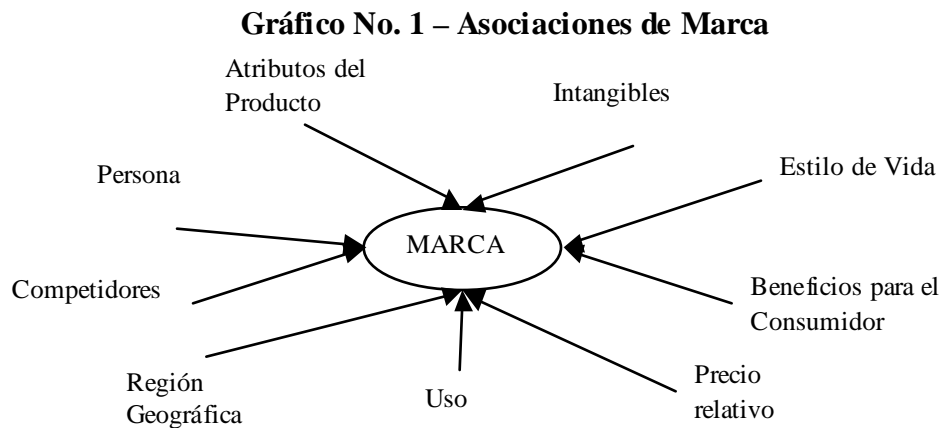 Gráfico No. 1 – Asociaciones de Marca
Atributos del
Producto
Intangibles
Persona
Estilo de Vida
MARCA
Competidores
Beneficios para el
Consumidor
Región
Geográfica
Uso
Precio
relativo